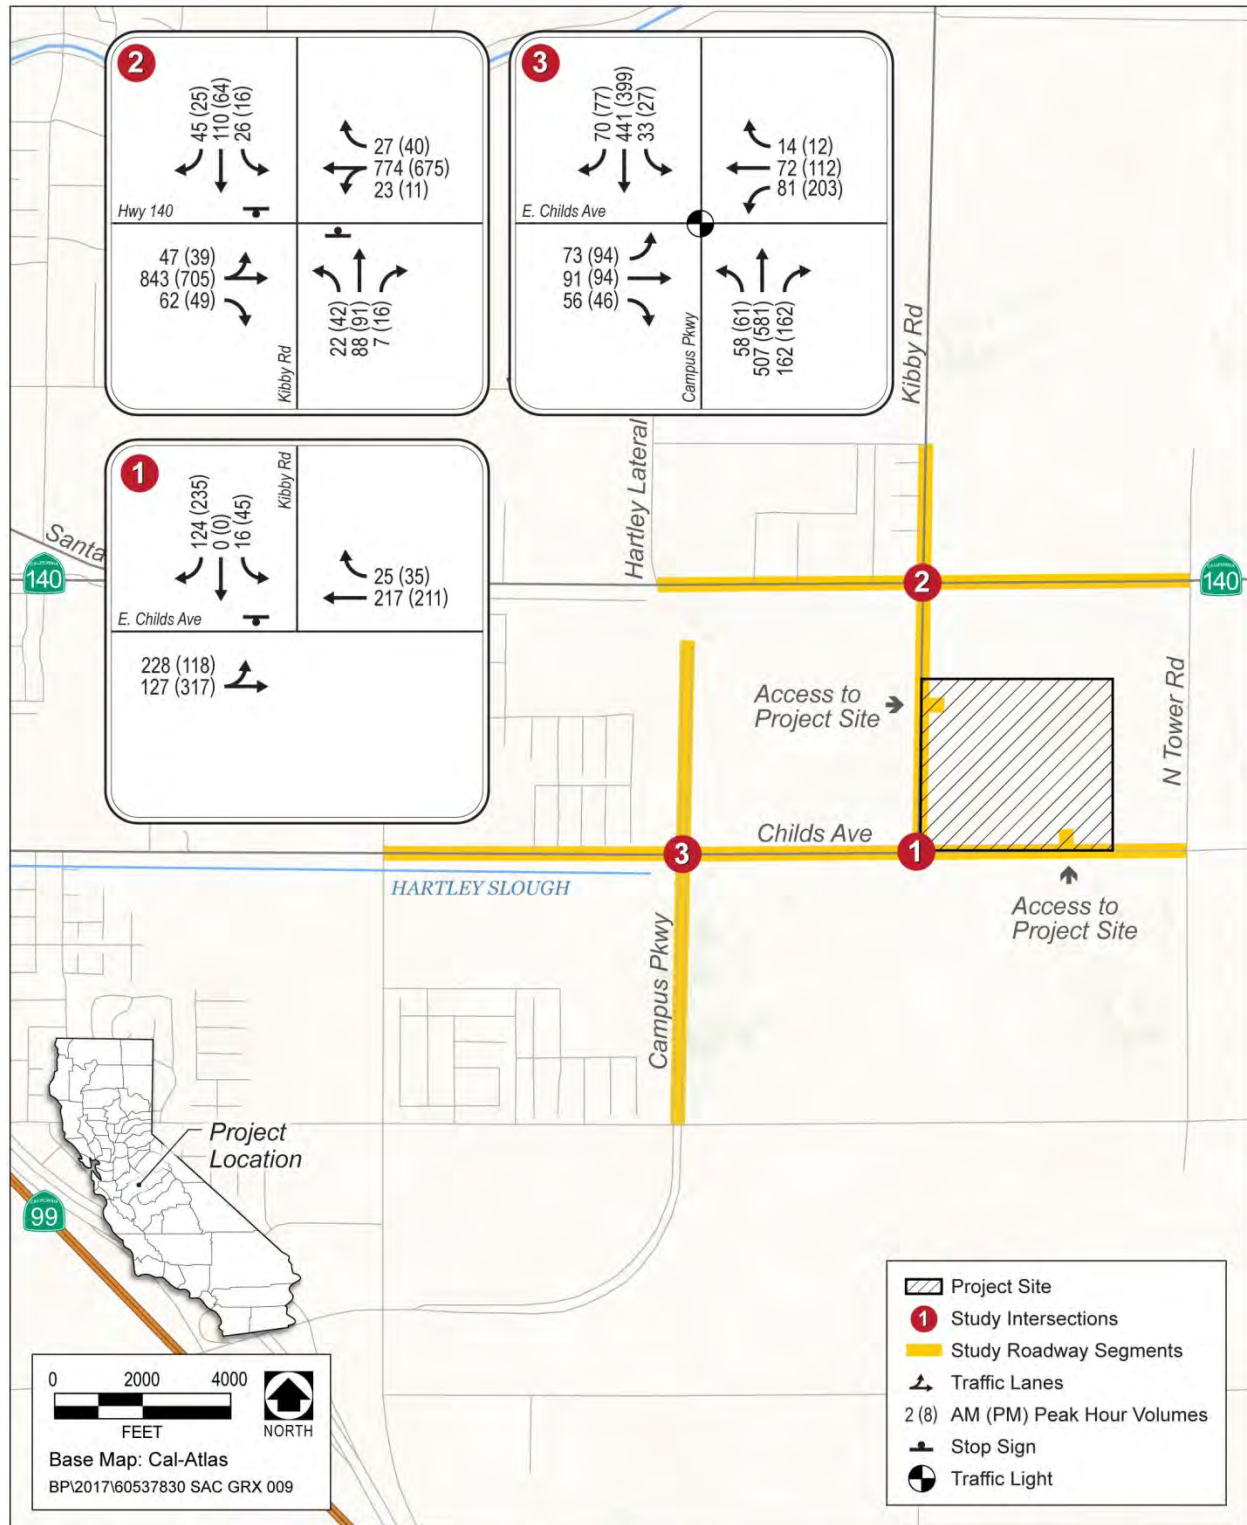 2
45 (25)
110 (64)
26 (16)
27 (40)
774 (675)
23 (11)
Hwy 140
47 (39)
843 (705)
62 (49)
22 (42)
88 (91)
7 (16)
Kibby Rd
3
70 (77)
441 (399)
33 (27)
14 (12)
72 (112)
81 (203)
E. Childs Ave
73 (94)
91 (94)
56 (46)
58 (61)
507 (581)
162 (162)
Campus Pkwy
1
124 (235)
0 (0)
16 (45)
Kibby Rd
25 (35)
217 (211)
E. Childs Ave
228 (118)
127 (317)
Kibby Rd
Hartley Lateral
Santa
CALIFORNIA
140
2
CALIFORNIA
140
Access to
Project Site
N Tower Rd
Childs Ave
3
1
HARTLEY SLOUGH
Access to
Project Site
Campus Pkwy
Project
Location
CALIFORNIA
99
0 2000 4000
FEET
NORTH
Base Map: Cal-Atlas
BP\2017\60537830 SAC GRX 009
Project Site
1 Study Intersections
Study Roadway Segments
Traffic Lanes
2 (8) AM (PM) Peak Hour Volumes
Stop Sign
Traffic Light